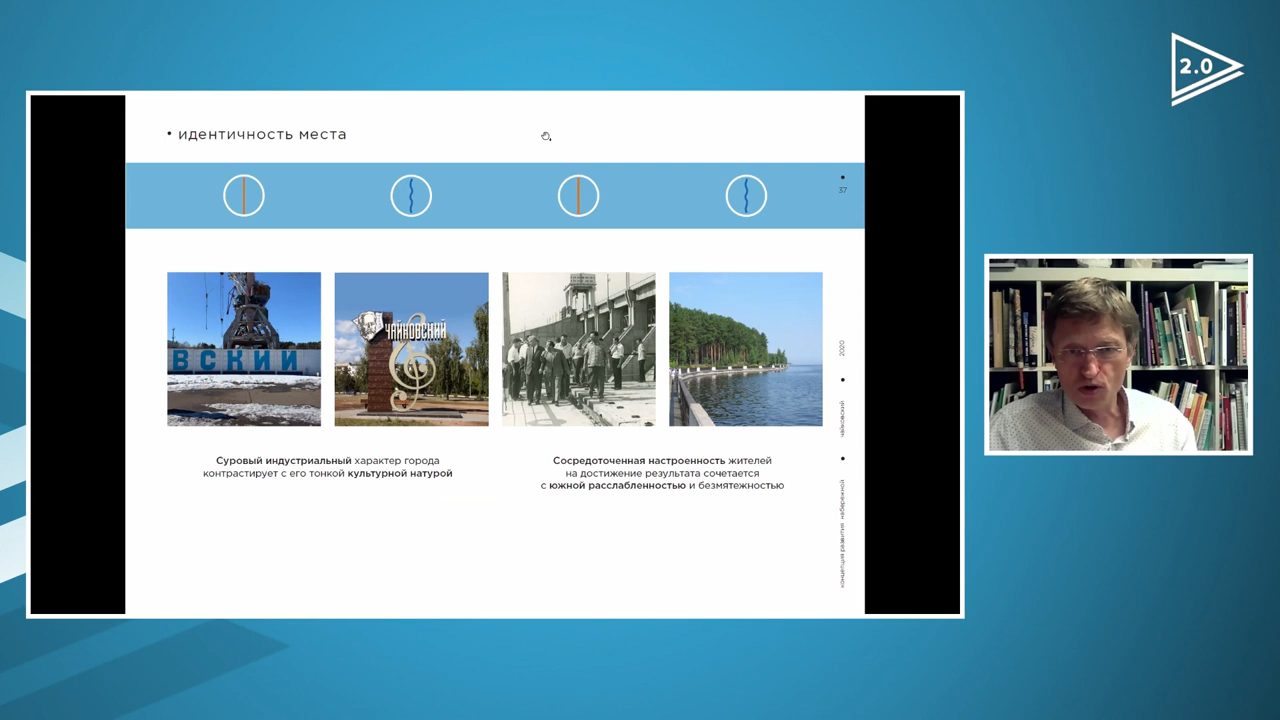 2.0
• идентичность места
37
ВСКИЙ
ЧАЙКОВСКИЙ
Суровый индустриальный характер города
контрастирует с его тонкой культурной натурой
Сосредоточенная настроенность жителей
на достижение результата сочетается
с южной расслабленностью и безмятежностью
концепция развития набережной • чайковский • 2020